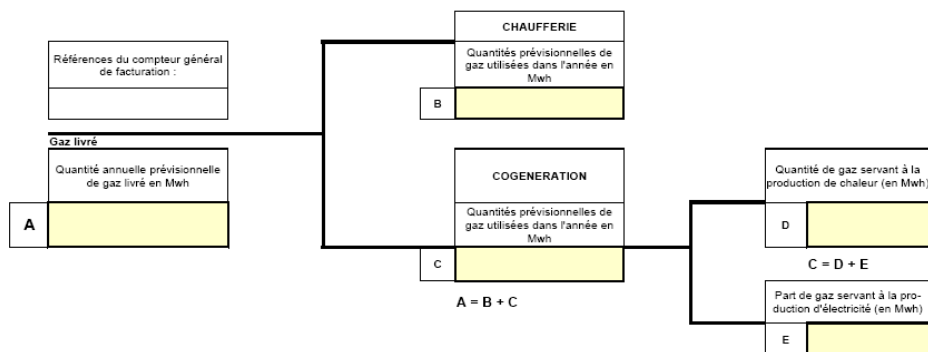 Références du compteur général
de facturation :
Gaz livré
Quantité annuelle prévisionnelle
de gaz livré en Mwh
A
CHAUFFERIE
Quantités prévisionnelles de
gaz utilisées dans l'année en
Mwh
B
COGENERATION
Quantités prévisionnelles de
gaz utilisées dans l'année en
Mwh
C
A = B + C
Quantité de gaz servant à la
production de chaleur (en Mwh)
D
C = D + E
Part de gaz servant à la pro-
duction d'électricité (en Mwh)
E